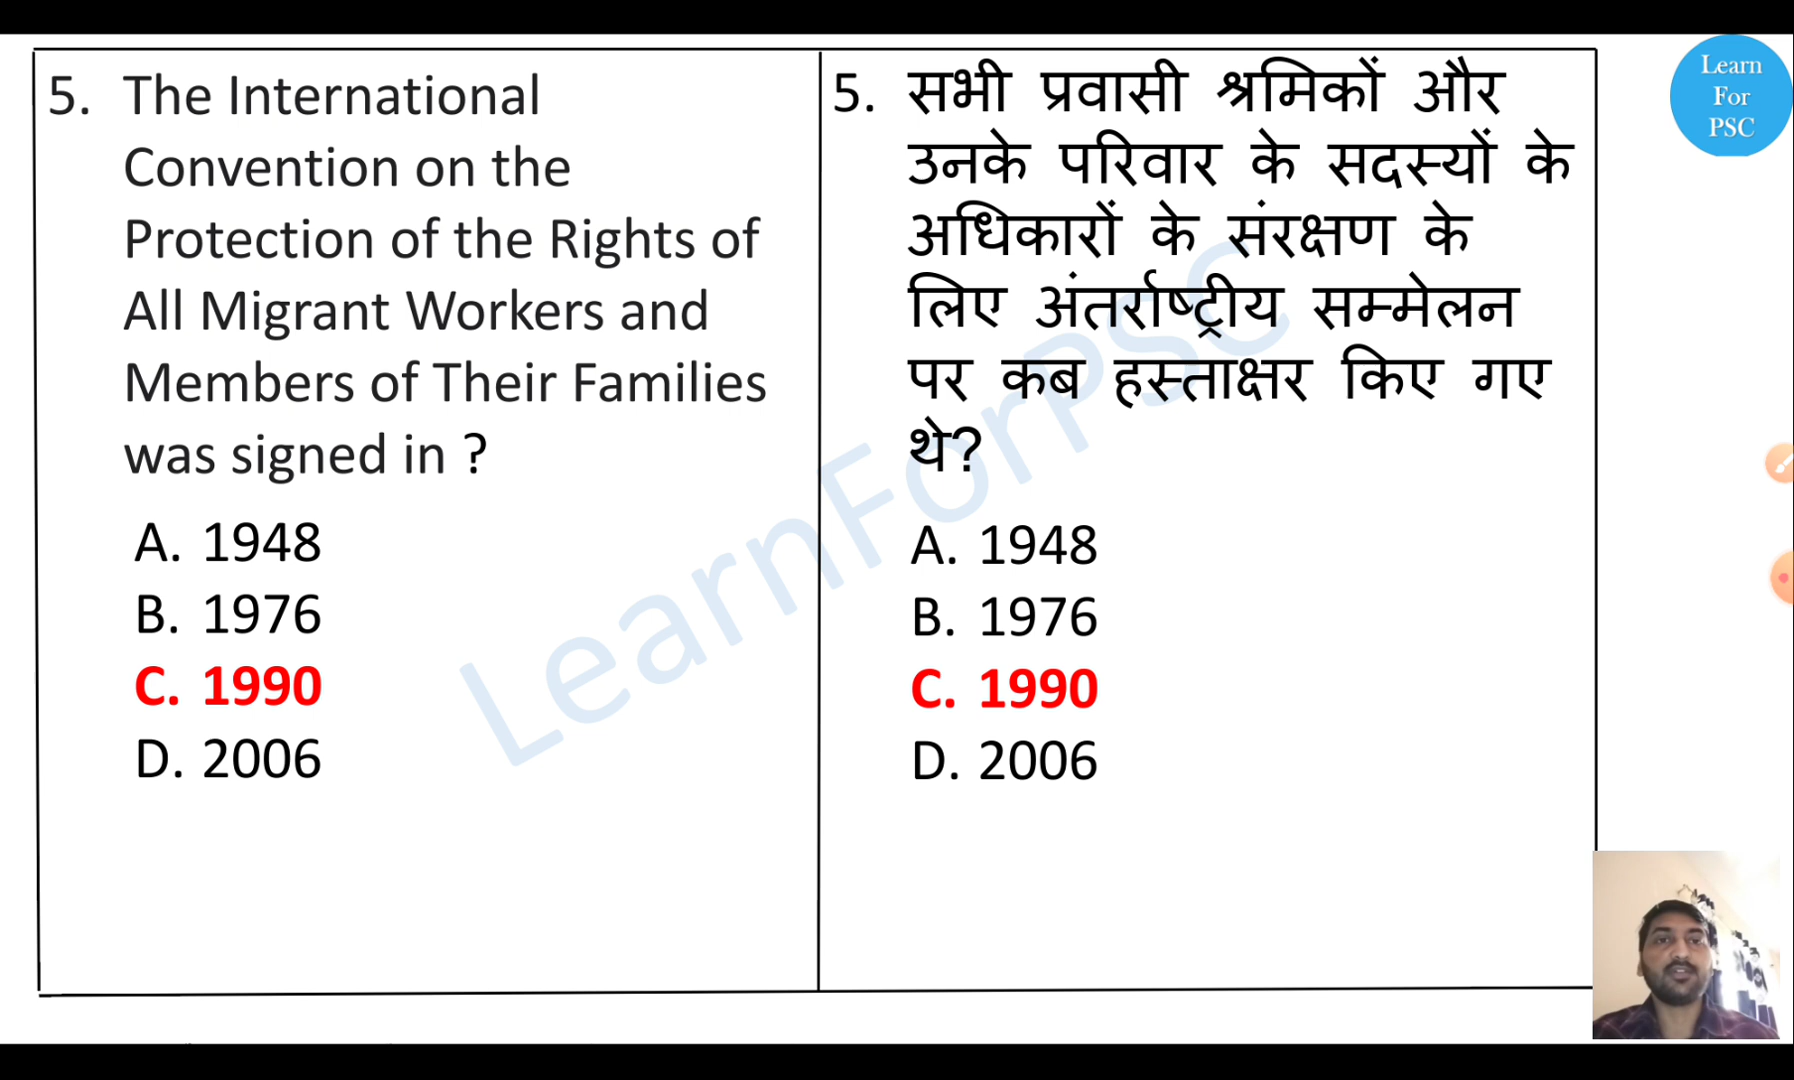 5. The International
Convention on the
Protection of the Rights of
All Migrant Workers and
Members of Their Families
was signed in ?
A. 1948
B. 1976
C. 1990
D. 2006
5. सभी प्रवासी श्रमिकों और
उनके परिवार के सदस्यों के
अधिकारों के संरक्षण के
लिए अंतर्राष्ट्रीय सम्मेलन
पर कब हस्ताक्षर किए गए
थे?
A. 1948
B. 1976
C. 1990
D. 2006
Learn
For
PSC
LearnForPSC